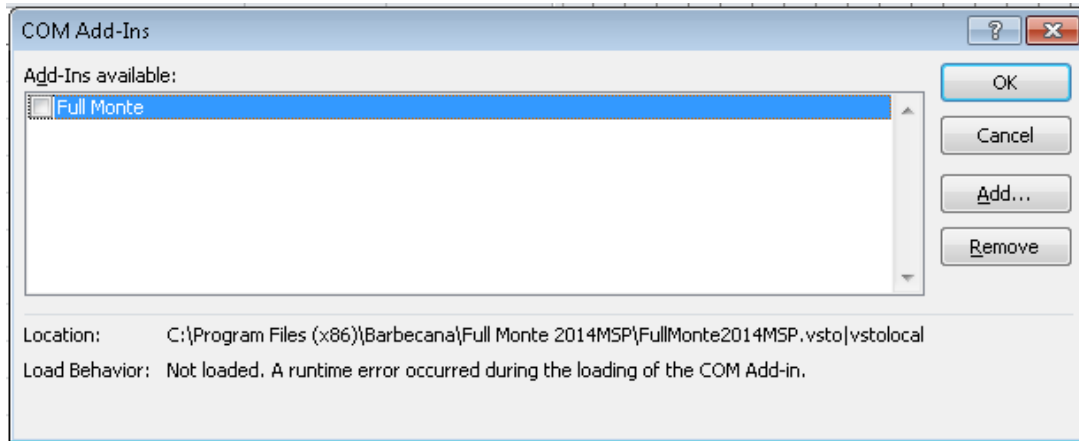 COM Add-Ins
Add-Ins available:
Full Monte
OK
Cancel
Add...
Remove
Location: C:\Program Files (x86)\Barbecana\Full Monte 2014MSP\FullMonte2014MSP.vsto|vstolocal
Load Behavior: Not loaded. A runtime error occurred during the loading of the COM Add-in.